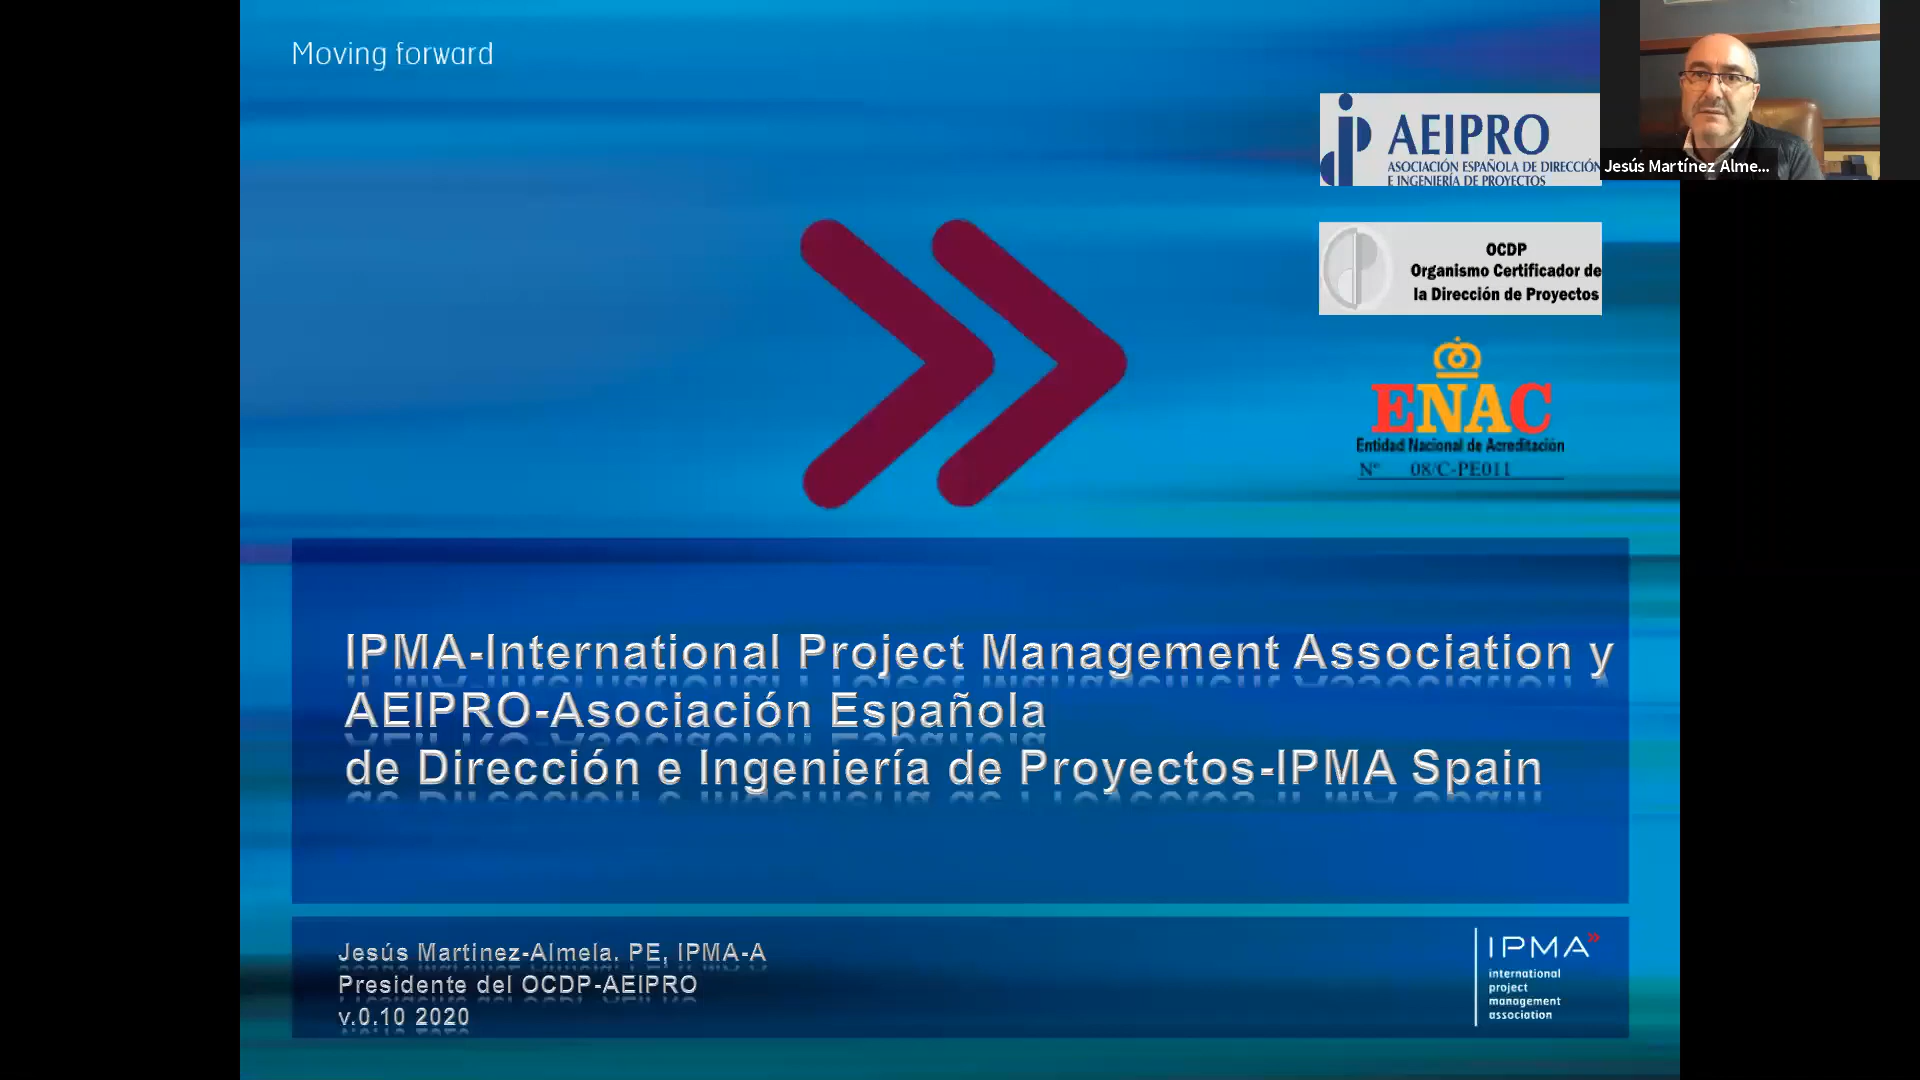 Moving forward
AEIPRO
ASOCIACIÓN ESPAÑOLA DE DIRECCIÓN
E INGENIERÍA DE PROYECTOS
Jesús Martínez Alme...
OCDP
Organismo Certificador de
la Dirección de Proyectos
ENAC
Entidad Nacional de Acreditación
Nº 08/C-PE011
IPMA-International Project Management Association y
AEIPRO-Asociación Española
de Dirección e Ingeniería de Proyectos-IPMA Spain
Jesús Martinez-Almela. PE, IPMA-A
Presidente del OCDP-AEIPRO
v.0.10 2020
IPMA
international
project
management
association